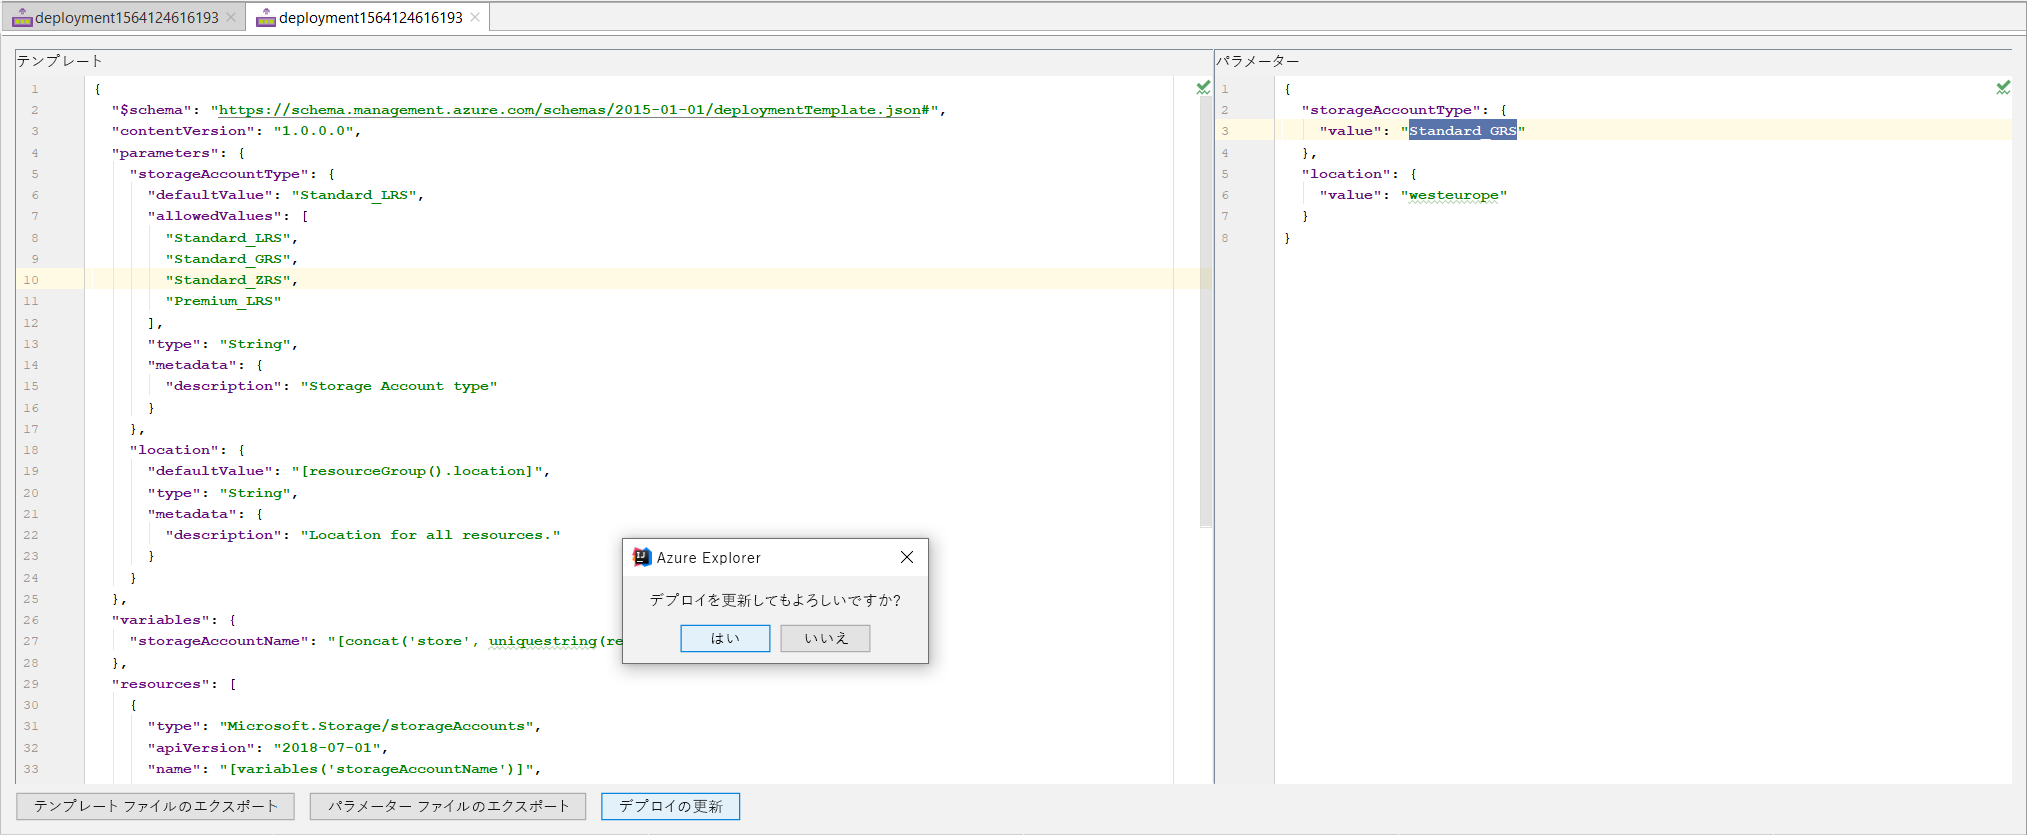 deployment1564124616193
deployment1564124616193
テンプレート
1 {
2 "$schema": "https://schema.management.azure.com/schemas/2015-01-01/deploymentTemplate.json#",
3 "contentVersion": "1.0.0.0",
4 "parameters": {
5 "storageAccountType": {
6 "defaultValue": "Standard_LRS",
7 "allowedValues": [
8 "Standard_LRS",
9 "Standard_GRS",
10 "Standard_ZRS",
11 "Premium_LRS"
12 ],
13 "type": "String",
14 "metadata": {
15 "description": "Storage Account type"
16 }
17 },
18 "location": {
19 "defaultValue": "[resourceGroup().location]",
20 "type": "String",
21 "metadata": {
22 "description": "Location for all resources."
23 }
24 }
25 },
26 "variables": {
27 "storageAccountName": "[concat('store', uniquestring(re
28 },
29 "resources": [
30 {
31 "type": "Microsoft.Storage/storageAccounts",
32 "apiVersion": "2018-07-01",
33 "name": "[variables('storageAccountName')]",
パラメーター
1 {
2 "storageAccountType": {
3 "value": "Standard_GRS"
4 },
5 "location": {
6 "value": "westeurope"
7 }
8 }
Azure Explorer
デプロイを更新してもよろしいですか?
はい
いいえ
テンプレート ファイルのエクスポート
パラメーター ファイルのエクスポート
デプロイの更新